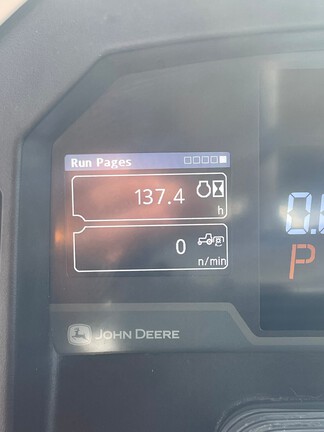 Run Pages
137.4
h
0
n/min
P
JOHN DEERE